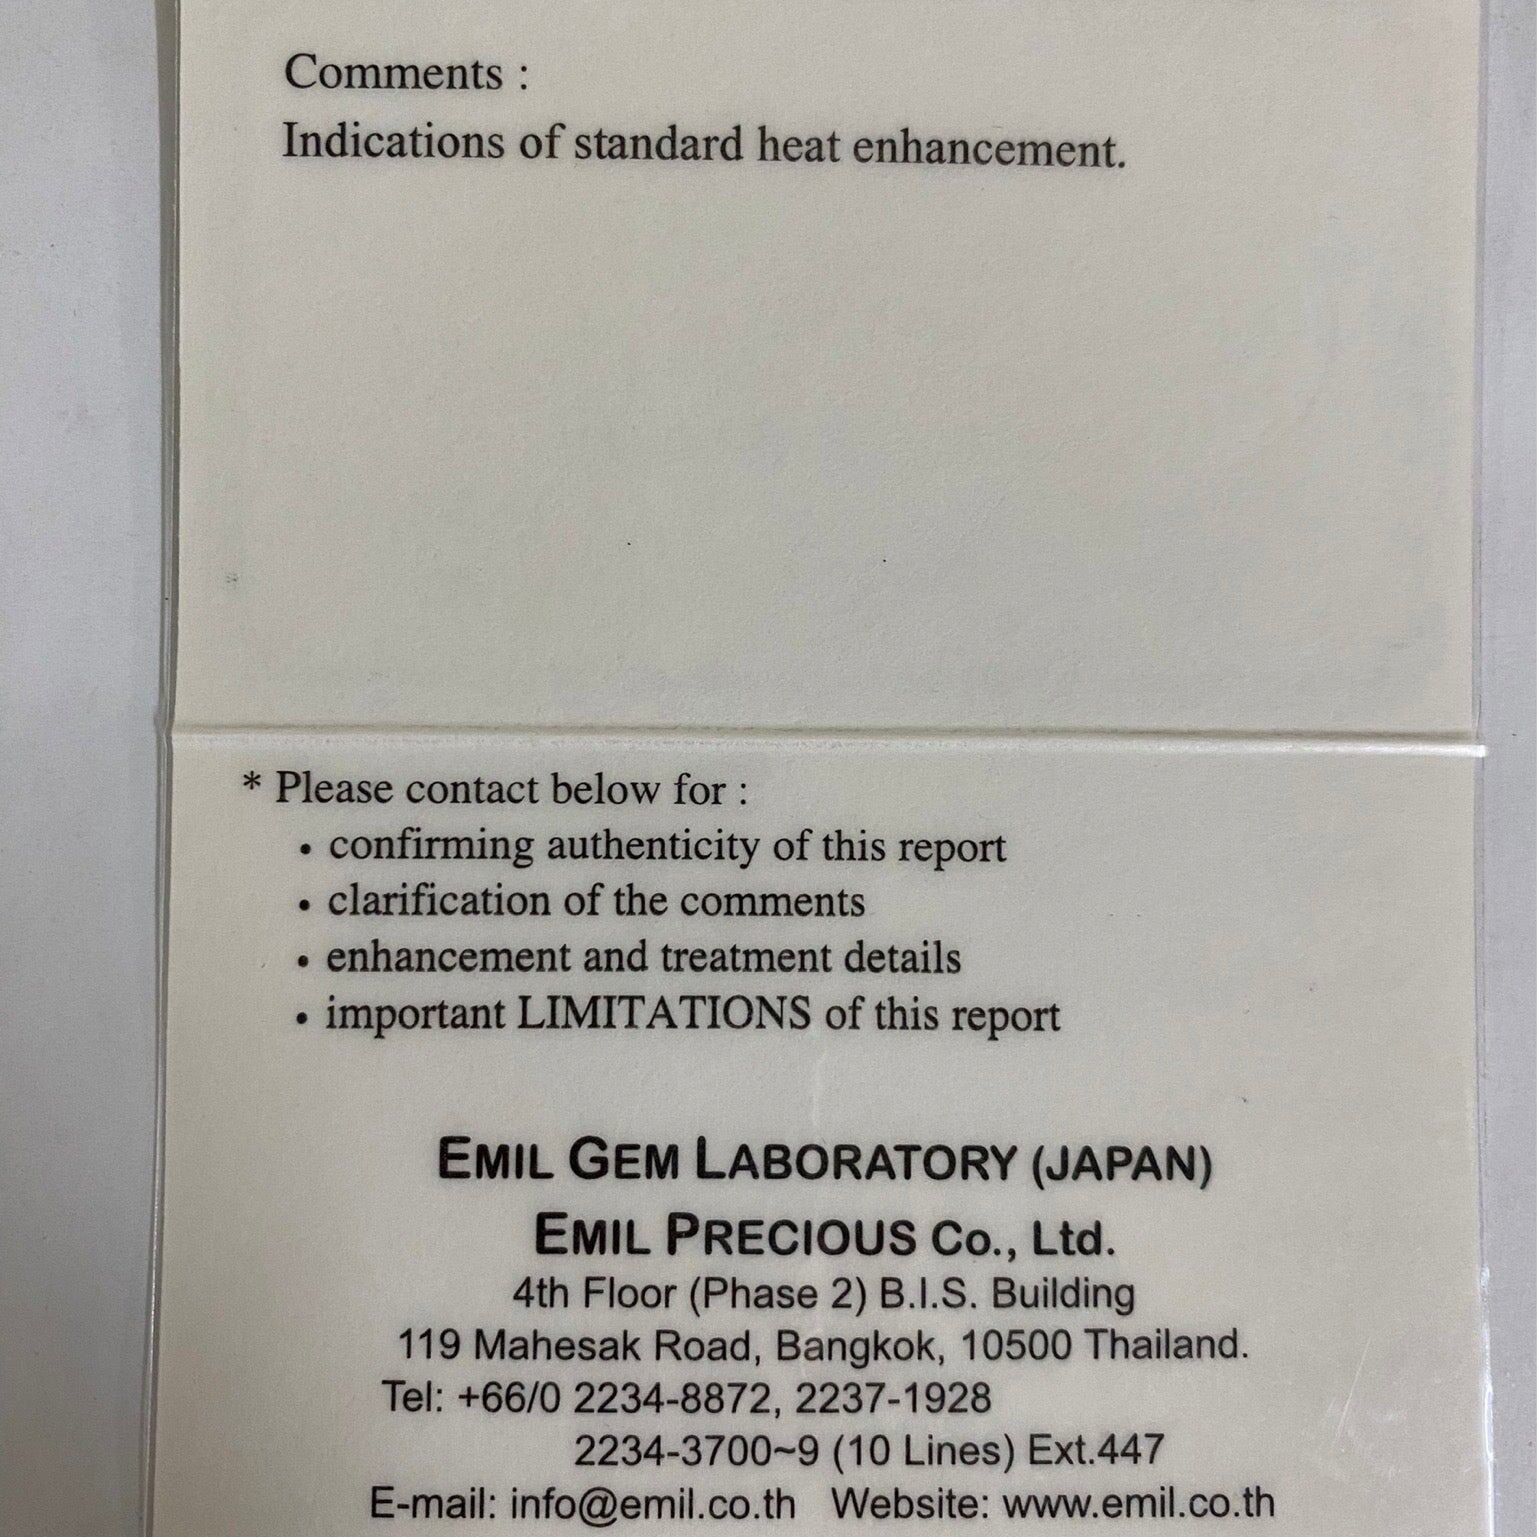 Comments :
Indications of standard heat enhancement.
* Please contact below for :
• confirming authenticity of this report
• clarification of the comments
• enhancement and treatment details
• important LIMITATIONS of this report
EMIL GEM LABORATORY (JAPAN)
EMIL PRECIOUS Co., Ltd.
4th Floor (Phase 2) B.I.S. Building
119 Mahesak Road, Bangkok, 10500 Thailand.
Tel: +66/0 2234-8872, 2237-1928
2234-3700~9 (10 Lines) Ext.447
E-mail: info@emil.co.th Website: www.emil.co.th